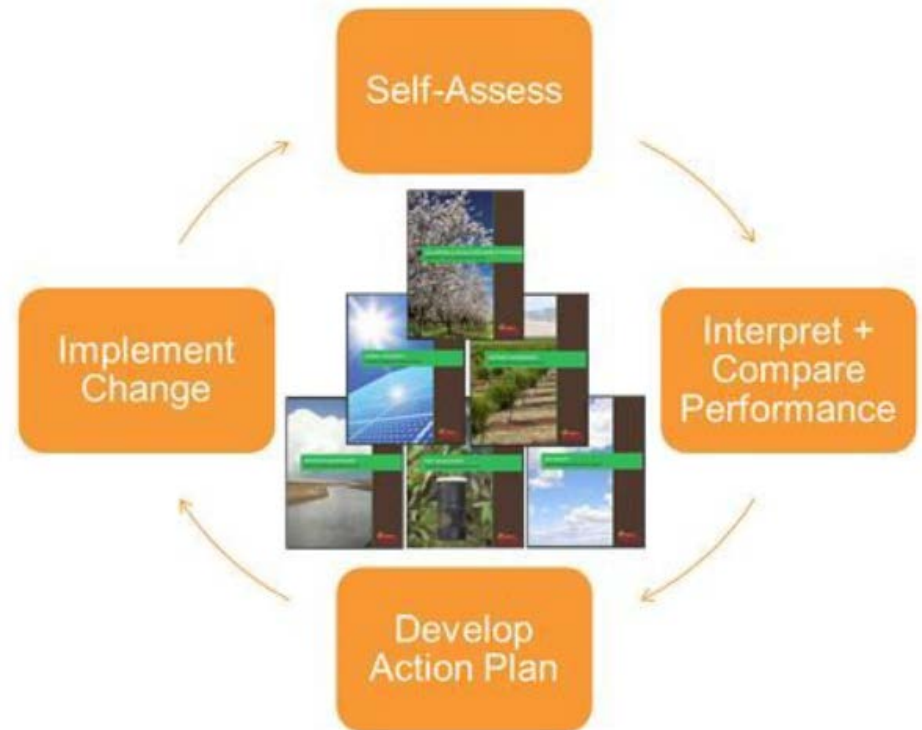 Self-Assess
Interpret +
Compare
Performance
Develop
Action Plan
Implement
Change